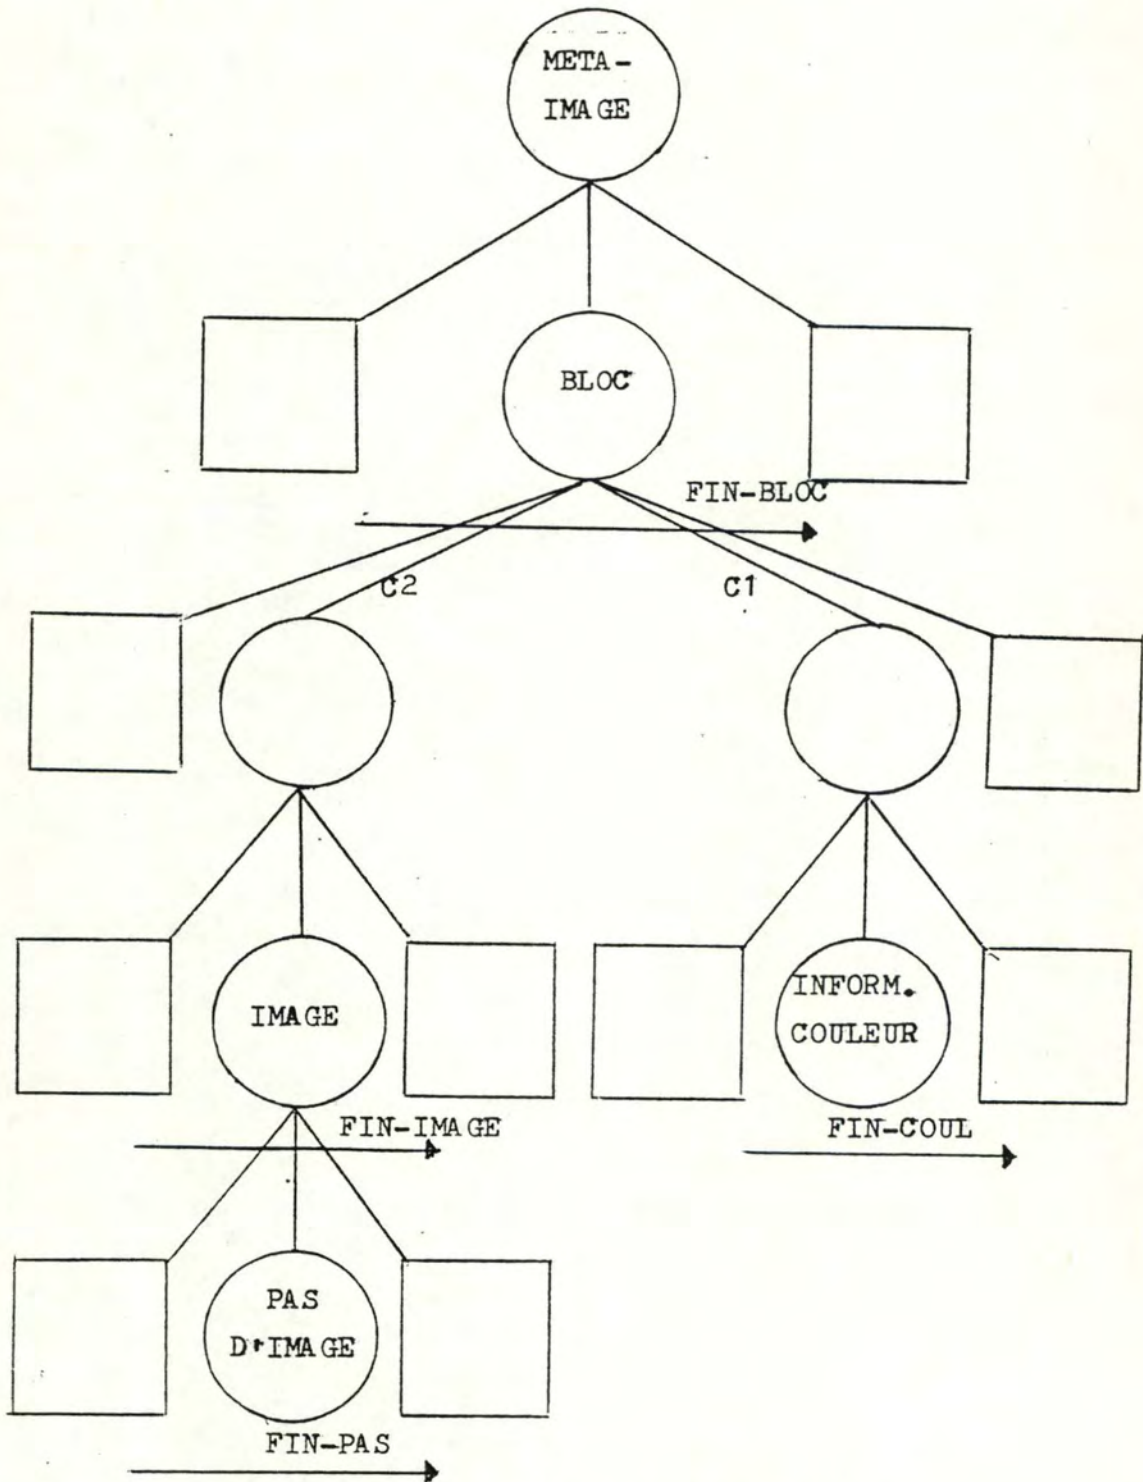 META-
IMAGE
BLOC
FIN-BLOC
C2
C1
IMAGE
INFORM.
COULEUR
FIN-IMAGE
FIN-COUL
PAS
D'IMAGE
FIN-PAS